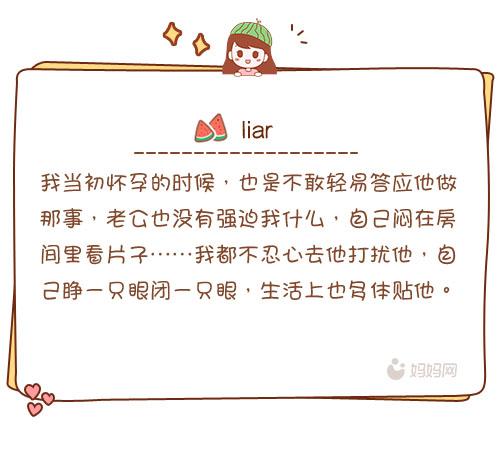 liar
我当初怀孕的时候，也是不敢轻易答应他做
那事，老公也没有强迫我什么，自己闷在房
间里看片子……我都不忍心去他打扰他，自
己睁一只眼闭一只眼，生活上也多体贴他。
妈妈网